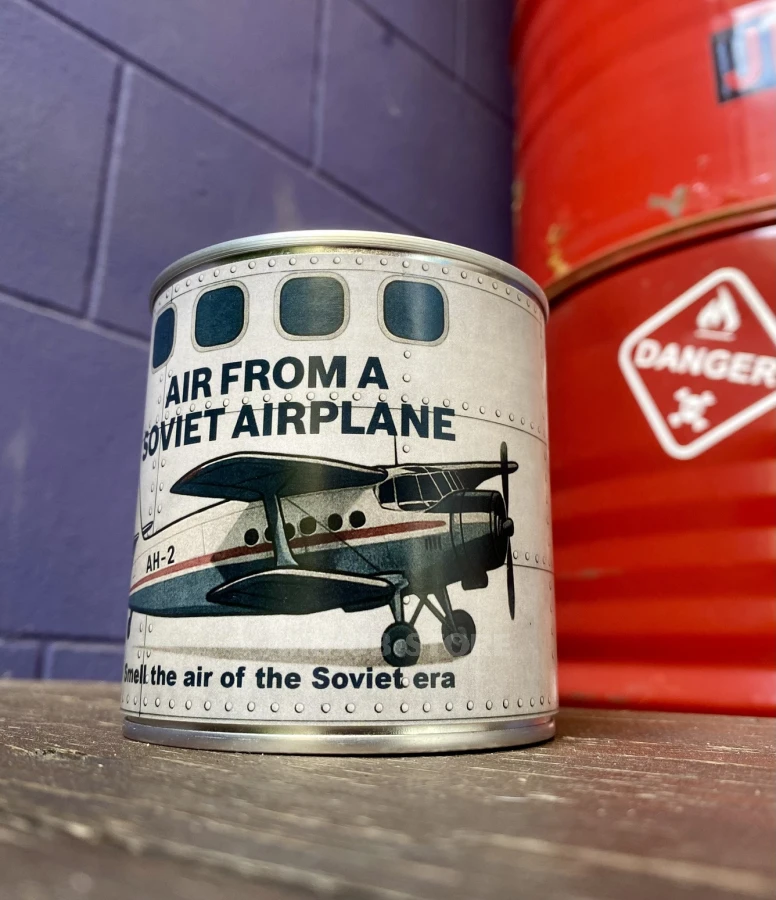 AIR FROM A
SOVIET AIRPLANE
AH-2
Smell the air of the Soviet era
DANGER